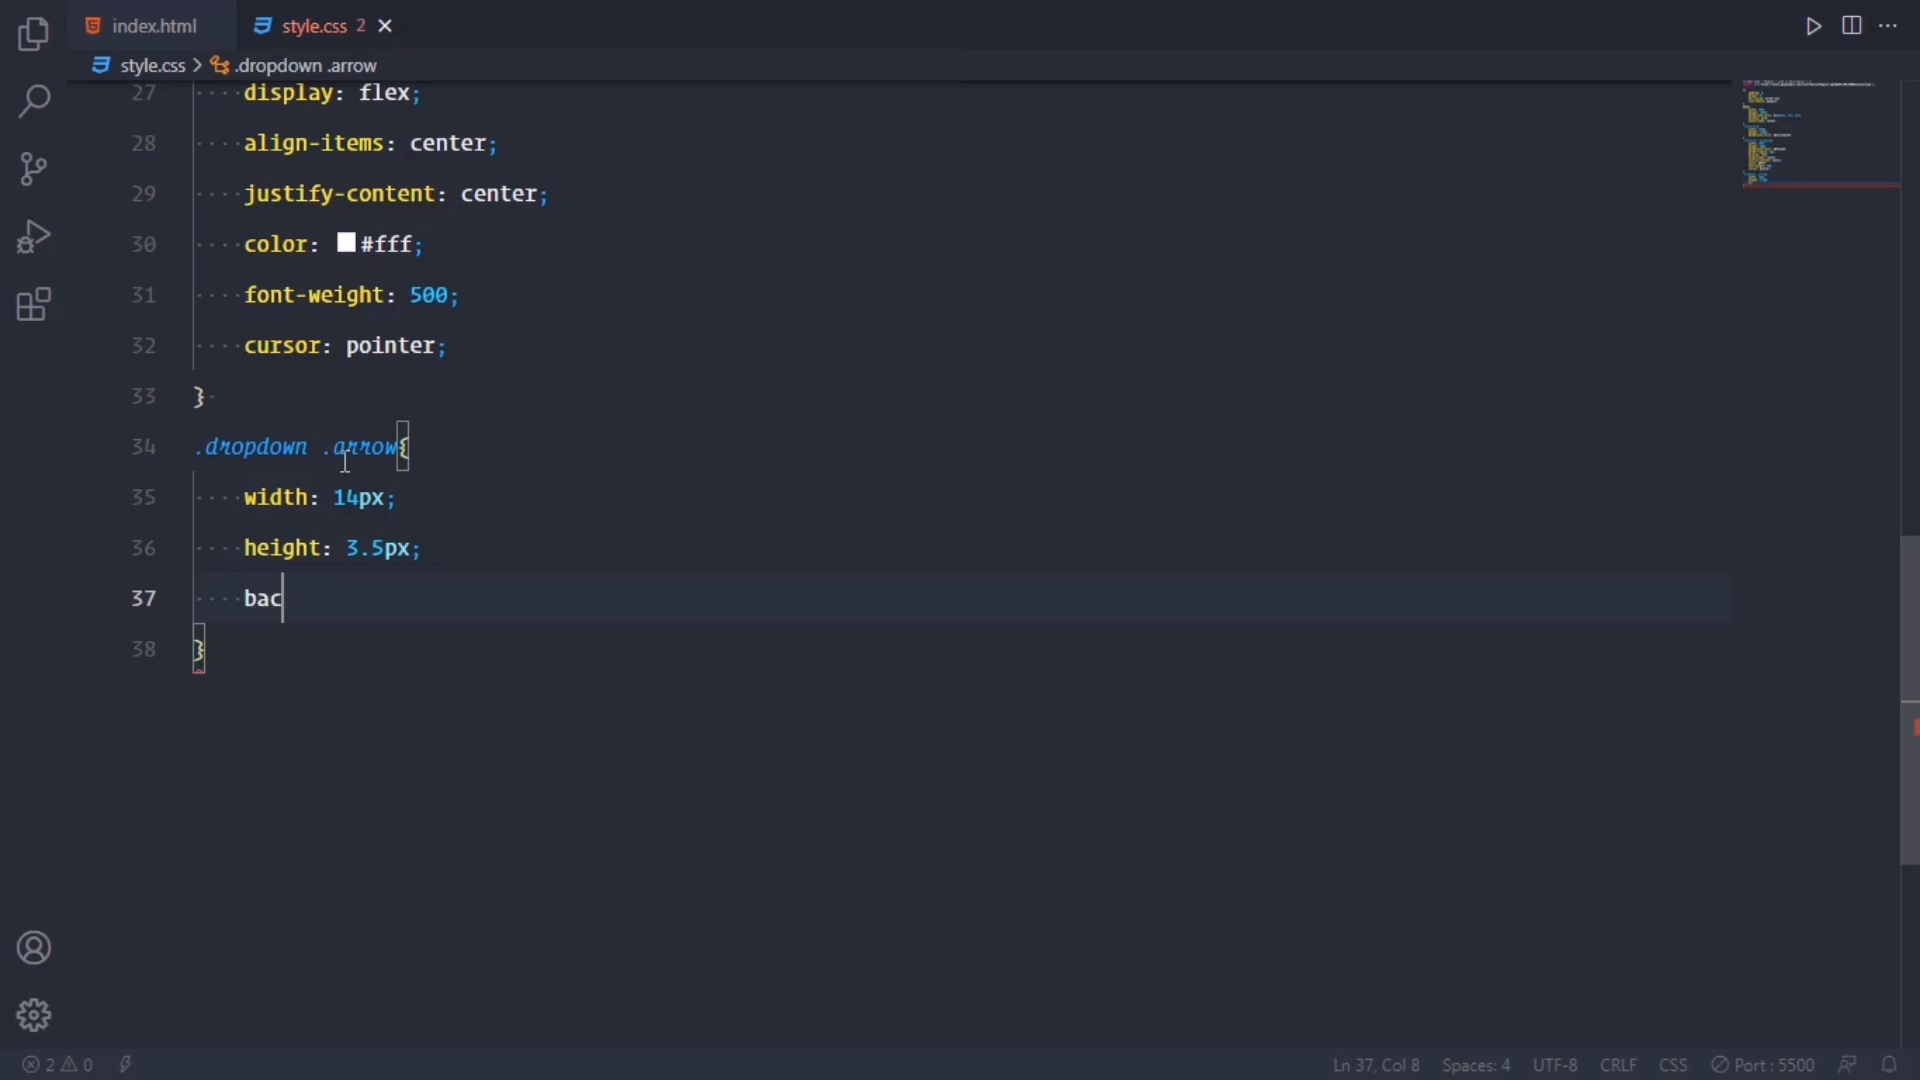 index.html
style.css 2
style.css > .dropdown .arrow
27 display: flex;
28 align-items: center;
29 justify-content: center;
30 color: #fff;
31 font-weight: 500;
32 cursor: pointer;
33 }
34 .dropdown .arrow{
35 width: 14px;
36 height: 3.5px;
37 bac
38 }
2 0 Ln 37, Col 8 Spaces: 4 UTF-8 CRLF CSS Port : 5500